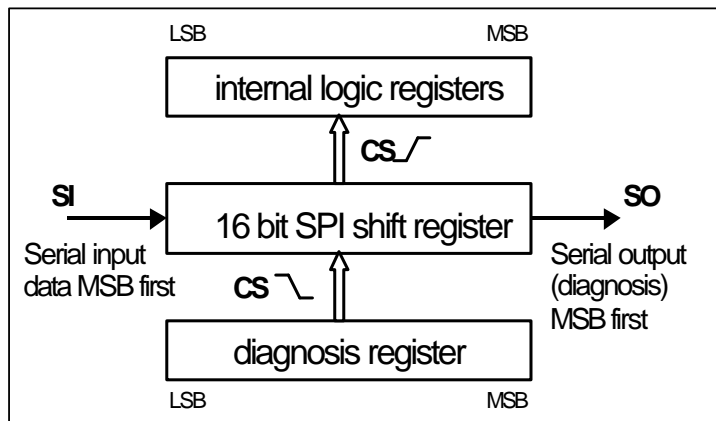 LSB MSB
internal logic registers
CS
SI
SO
16 bit SPI shift register
Serial input
data MSB first
Serial output
(diagnosis)
MSB first
CS
diagnosis register
LSB MSB